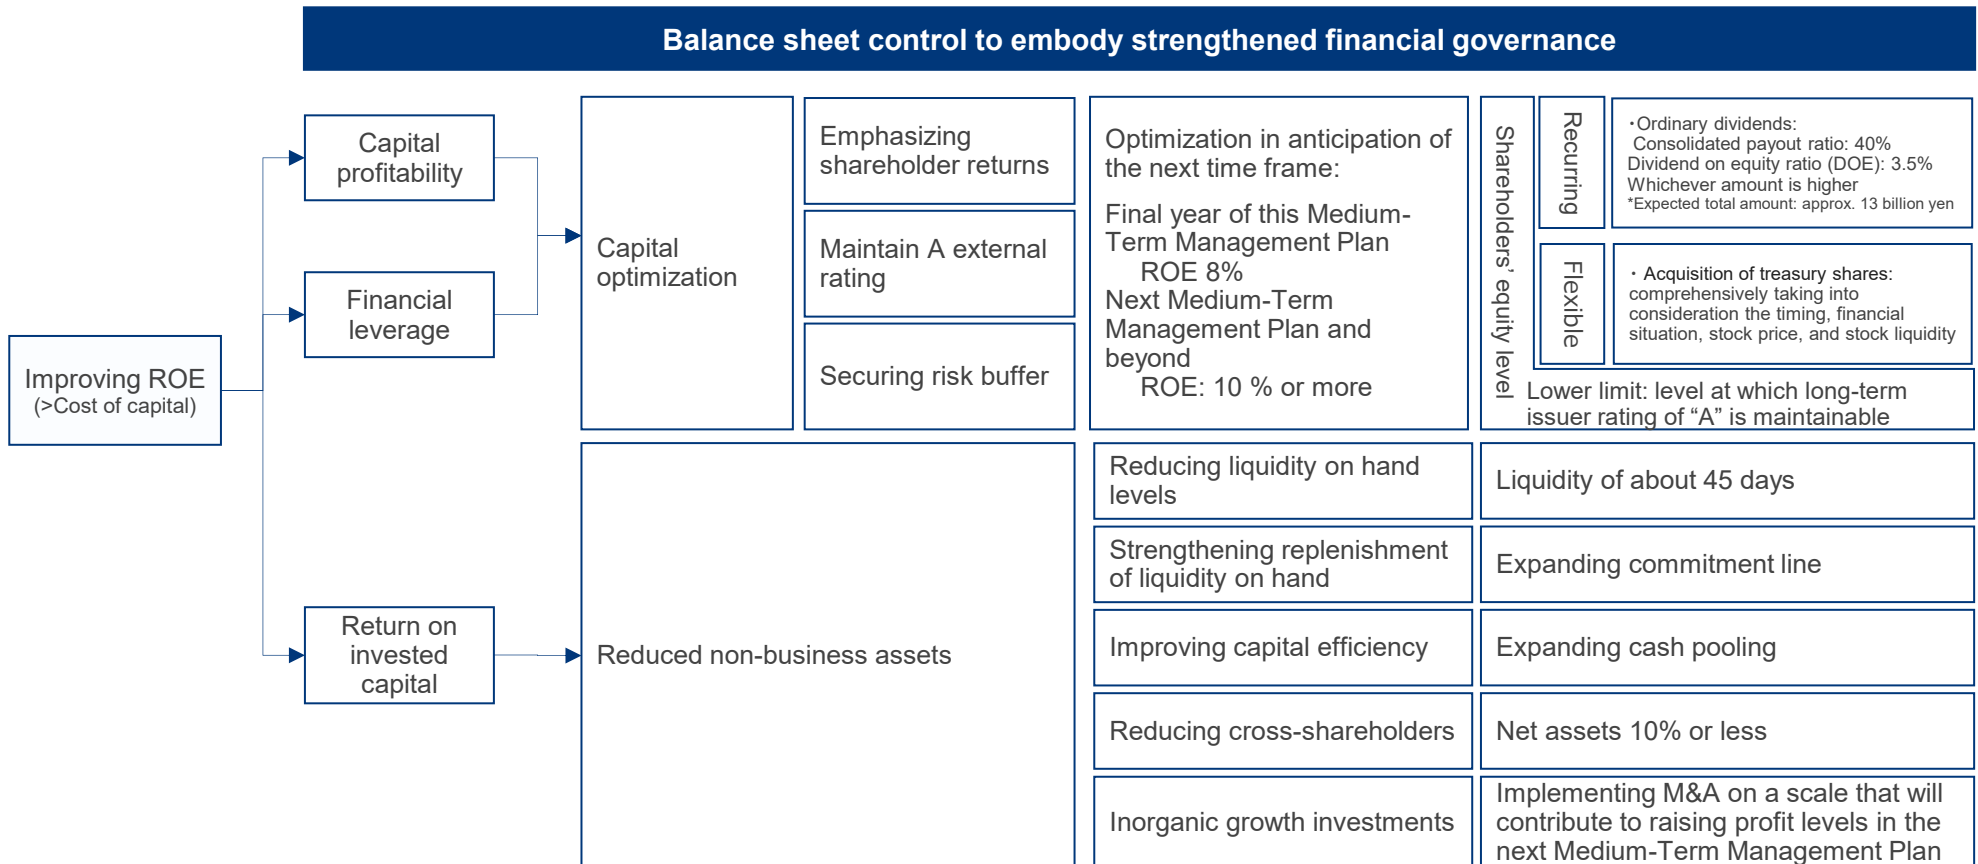 Balance sheet control to embody strengthened financial governance
Improving ROE
(>Cost of capital)
Capital
profitability
Financial
leverage
Return on
invested
capital
Capital
optimization
Emphasizing
shareholder returns
Maintain A external
rating
Securing risk buffer
Optimization in anticipation of
the next time frame:
Final year of this Medium-
Term Management Plan
ROE 8%
Next Medium-Term
Management Plan and
beyond
ROE: 10 % or more
Shareholders’ equity level
Recurring
・Ordinary dividends:
Consolidated payout ratio: 40%
Dividend on equity ratio (DOE): 3.5%
Whichever amount is higher
*Expected total amount: approx. 13 billion yen
Flexible
・ Acquisition of treasury shares:
comprehensively taking into
consideration the timing, financial
situation, stock price, and stock liquidity
Lower limit: level at which long-term
issuer rating of “A” is maintainable
Reduced non-business assets
Reducing liquidity on hand
levels
Liquidity of about 45 days
Strengthening replenishment
of liquidity on hand
Expanding commitment line
Improving capital efficiency
Expanding cash pooling
Reducing cross-shareholders
Net assets 10% or less
Inorganic growth investments
Implementing M&A on a scale that will
contribute to raising profit levels in the
next Medium-Term Management Plan